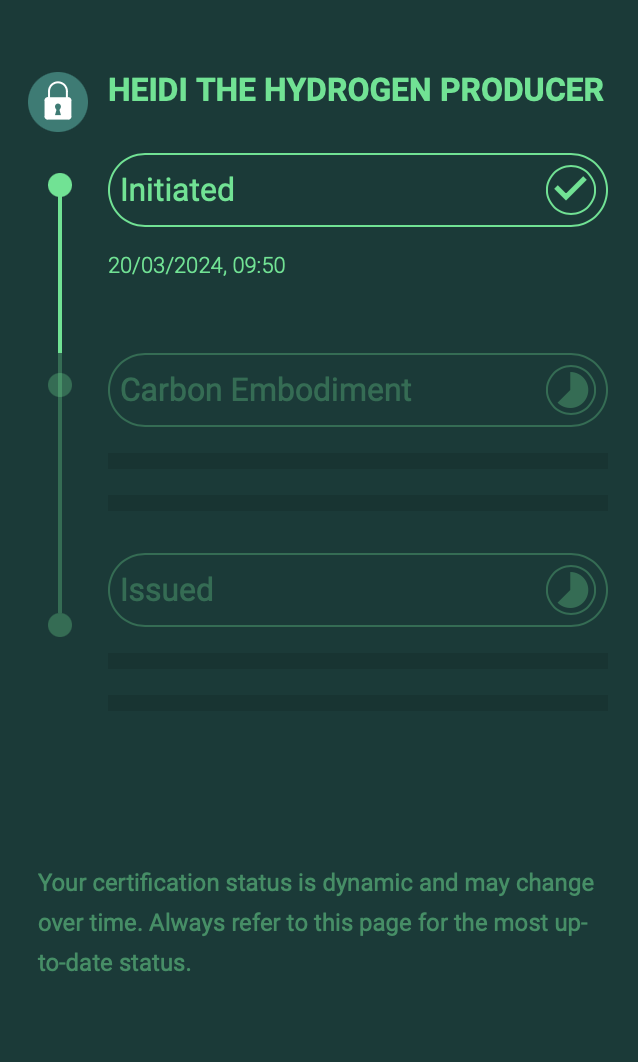 HEIDI THE HYDROGEN PRODUCER
Initiated
20/03/2024, 09:50
Carbon Embodiment
Issued
Your certification status is dynamic and may change
over time. Always refer to this page for the most up-
to-date status.